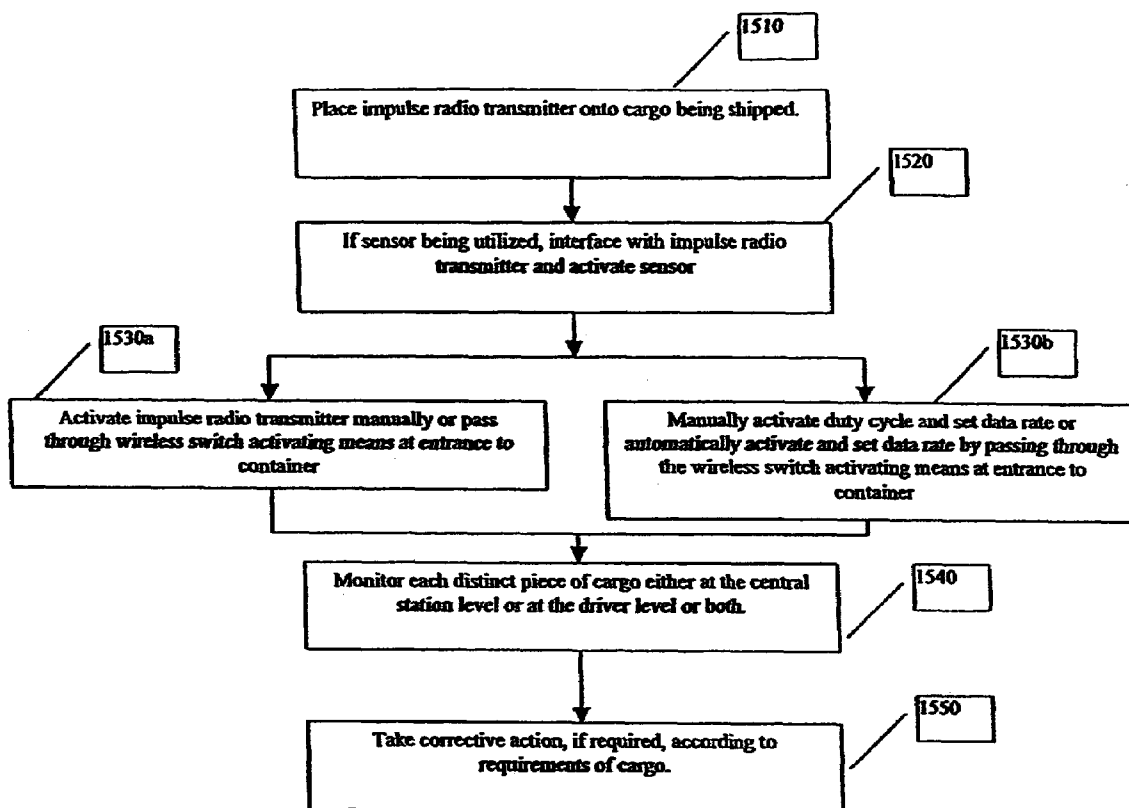 1510
Place impulse radio transmitter onto cargo being shipped.
1520
If sensor being utilized, interface with impulse radio
transmitter and activate sensor
1530a
1530b
Activate impulse radio transmitter manually or pass
through wireless switch activating means at entrance to
container
Manually activate duty cycle and set data rate or
automatically activate and set data rate by passing through
the wireless switch activating means at entrance to
container
Monitor each distinct piece of cargo either at the central
station level or at the driver level or both.
1540
1550
Take corrective action, if required, according to
requirements of cargo.